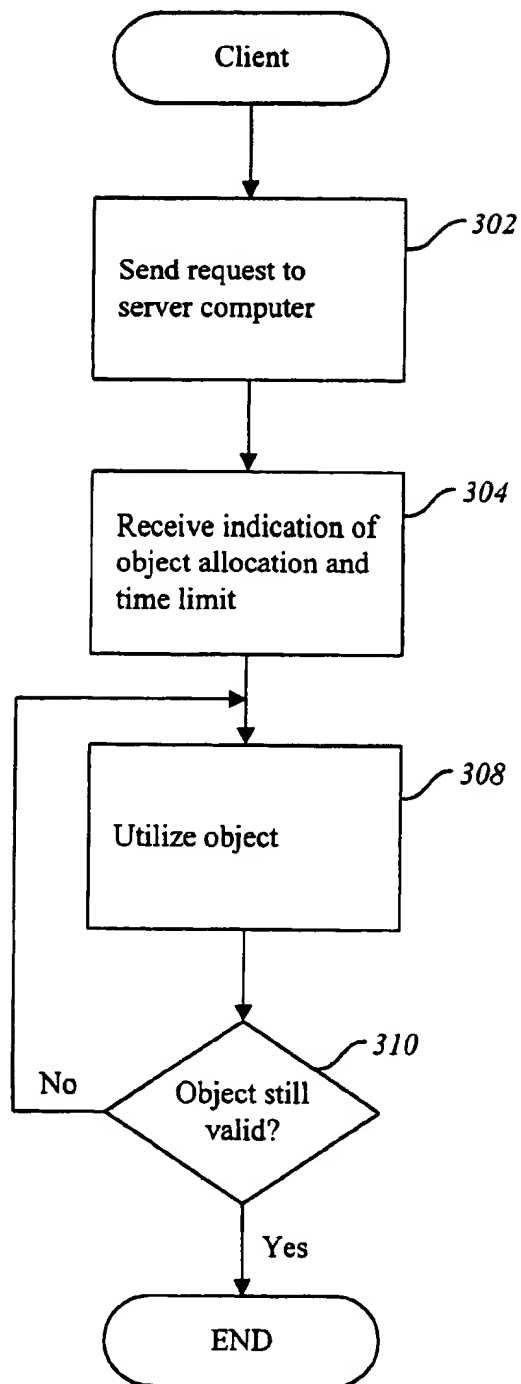 Client
302
Send request to
server computer
304
Receive indication of
object allocation and
time limit
308
Utilize object
310
Object still
valid?
No
Yes
END